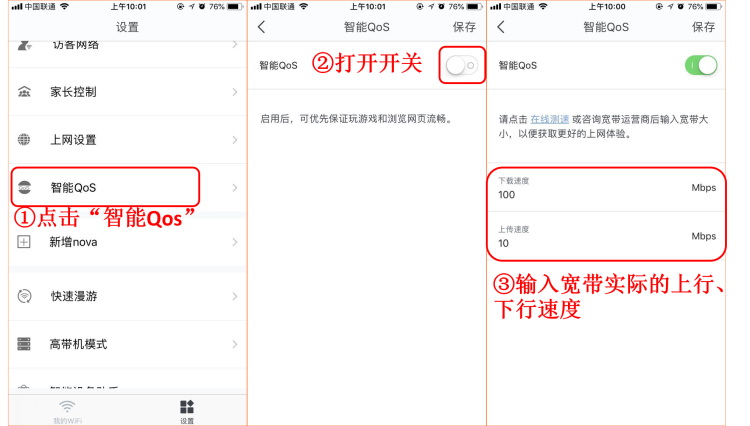 中国联通 上午10:01 76%
设置
访客网络
家长控制
上网设置
智能QoS
①点击“智能Qos”
新增nova
快速漫游
高带机模式
我的WiFi 设置
中国联通 上午10:01 76%
智能QoS 保存
智能QoS
②打开开关
启用后，可优先保证玩游戏和浏览网页流畅。
中国联通 上午10:00 76%
智能QoS 保存
智能QoS
请点击 在线测速 或咨询宽带运营商后输入宽带大
小，以便获取更好的上网体验。
下载速度
100 Mbps
上传速度
10 Mbps
③输入宽带实际的上行、
下行速度